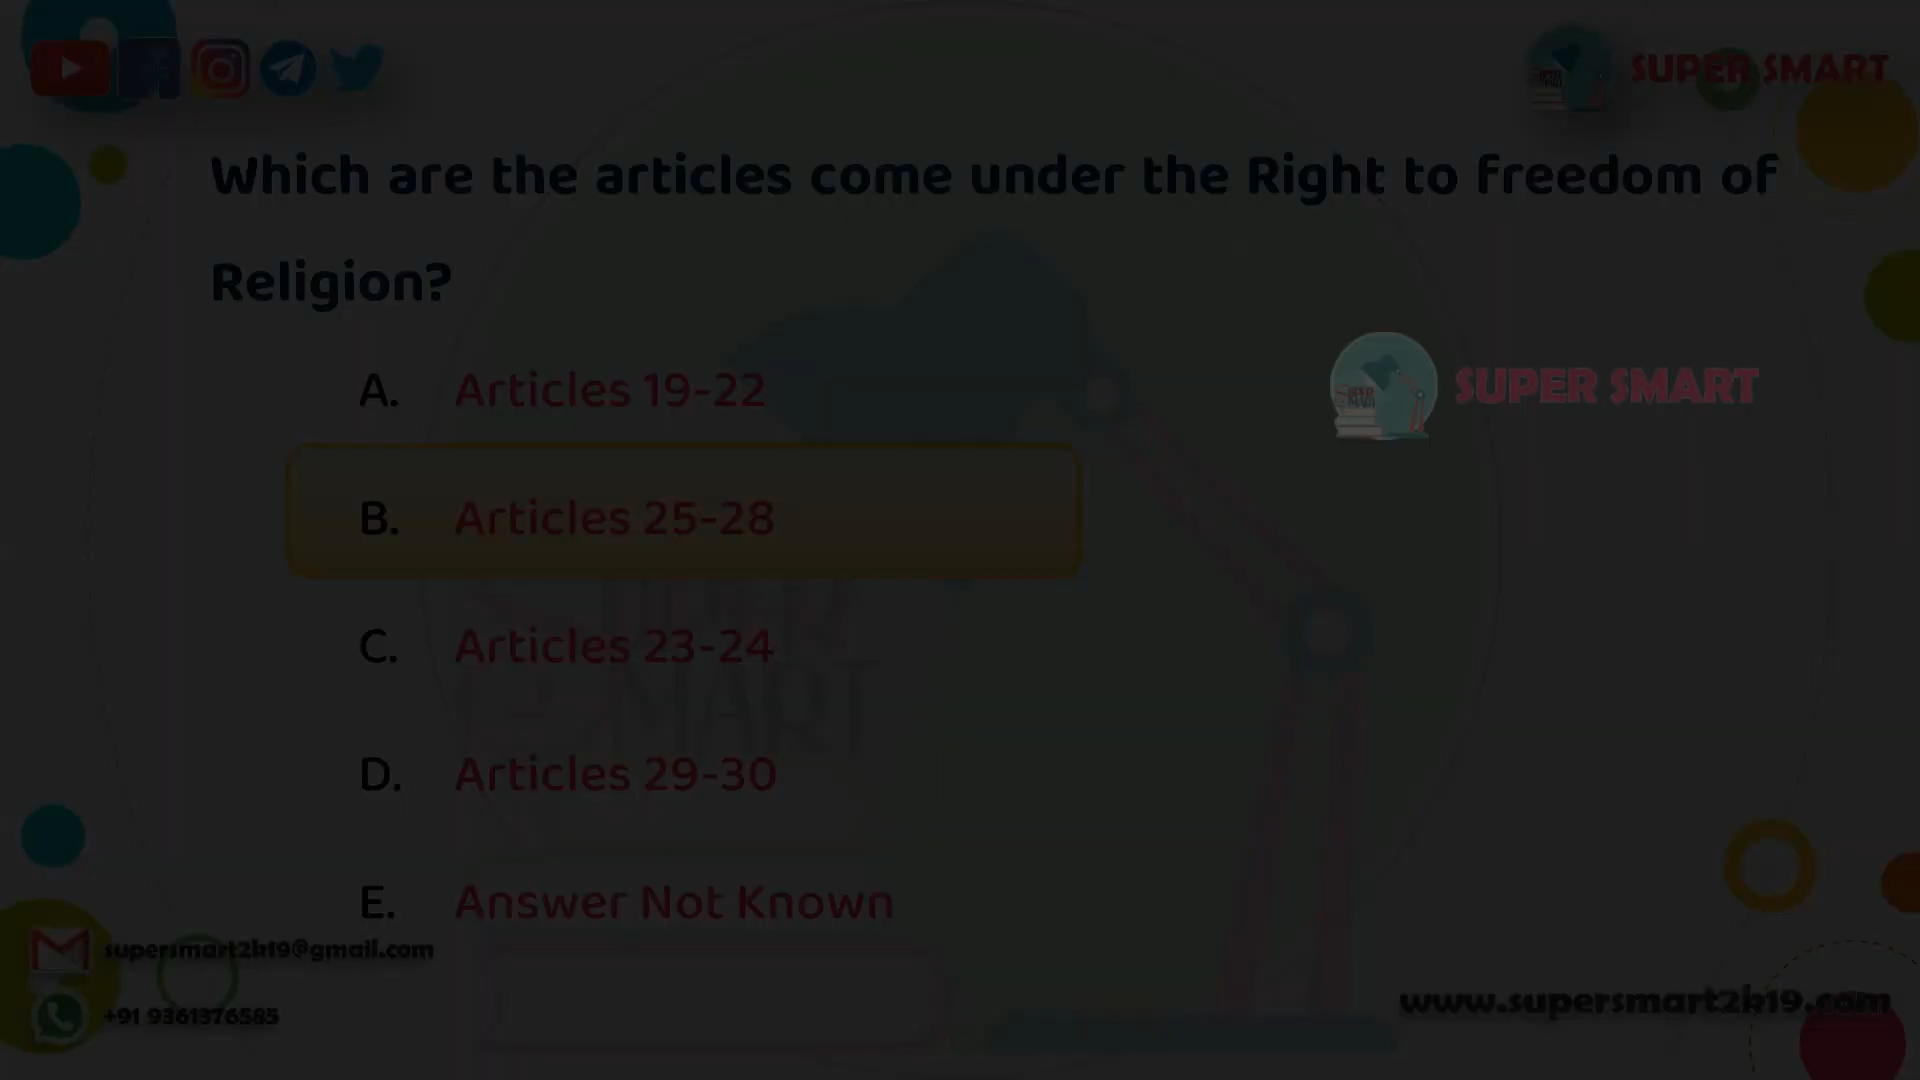 SUPER SMART
Which are the articles come under the Right to freedom of
Religion?
A. Articles 19-22
SUPER SMART
B. Articles 25-28
C. Articles 23-24
MART
D. Articles 29-30
E. Answer Not Known
supersmart2k19@gmail.com
+91 9361376585
www.supersmart2k19.com